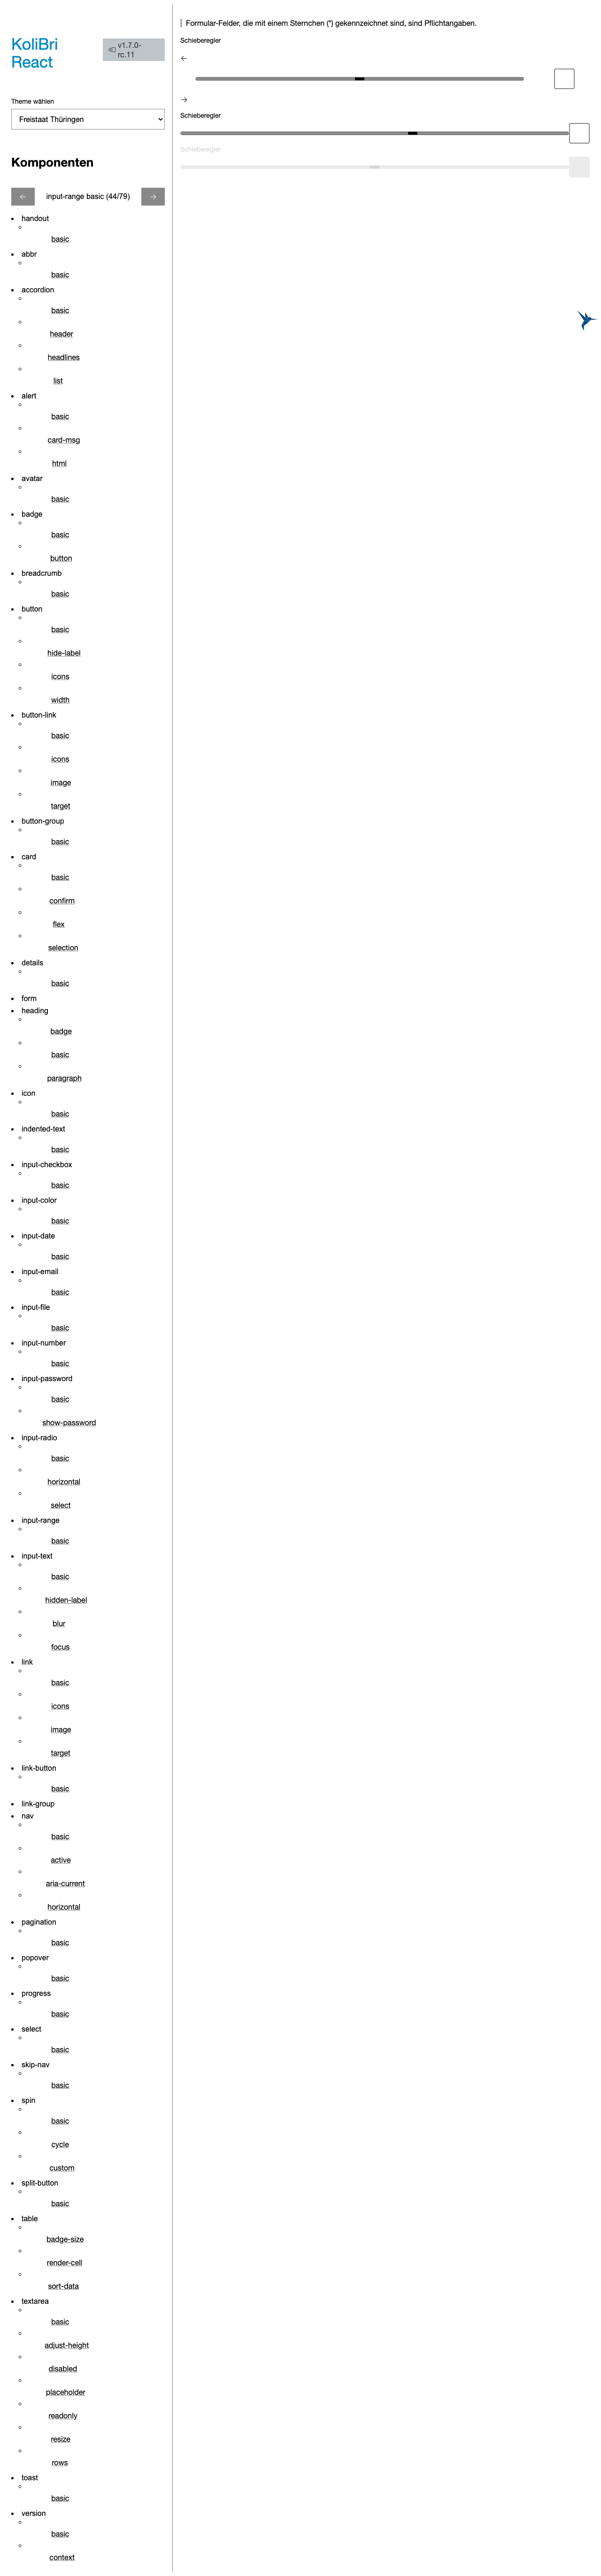 KoliBri
React
v1.7.0-
rc.11
Theme wählen
Freistaat Thüringen
Komponenten
input-range basic (44/79)
handout
basic
abbr
basic
accordion
basic
header
headlines
list
alert
basic
card-msg
html
avatar
basic
badge
basic
button
breadcrumb
basic
button
basic
hide-label
icons
width
button-link
basic
icons
image
target
button-group
basic
card
basic
confirm
flex
selection
details
basic
form
heading
badge
basic
paragraph
icon
basic
indented-text
basic
input-checkbox
basic
input-color
basic
input-date
basic
input-email
basic
input-file
basic
input-number
basic
input-password
basic
show-password
input-radio
basic
horizontal
select
input-range
basic
input-text
basic
hidden-label
blur
focus
link
basic
icons
image
target
link-button
basic
link-group
nav
basic
active
aria-current
horizontal
pagination
basic
popover
basic
progress
basic
select
basic
skip-nav
basic
spin
basic
cycle
custom
split-button
basic
table
badge-size
render-cell
sort-data
textarea
basic
adjust-height
disabled
placeholder
readonly
resize
rows
toast
basic
version
basic
context
Formular-Felder, die mit einem Sternchen (*) gekennzeichnet sind, sind Pflichtangaben.
Schieberegler
Schieberegler
Schieberegler